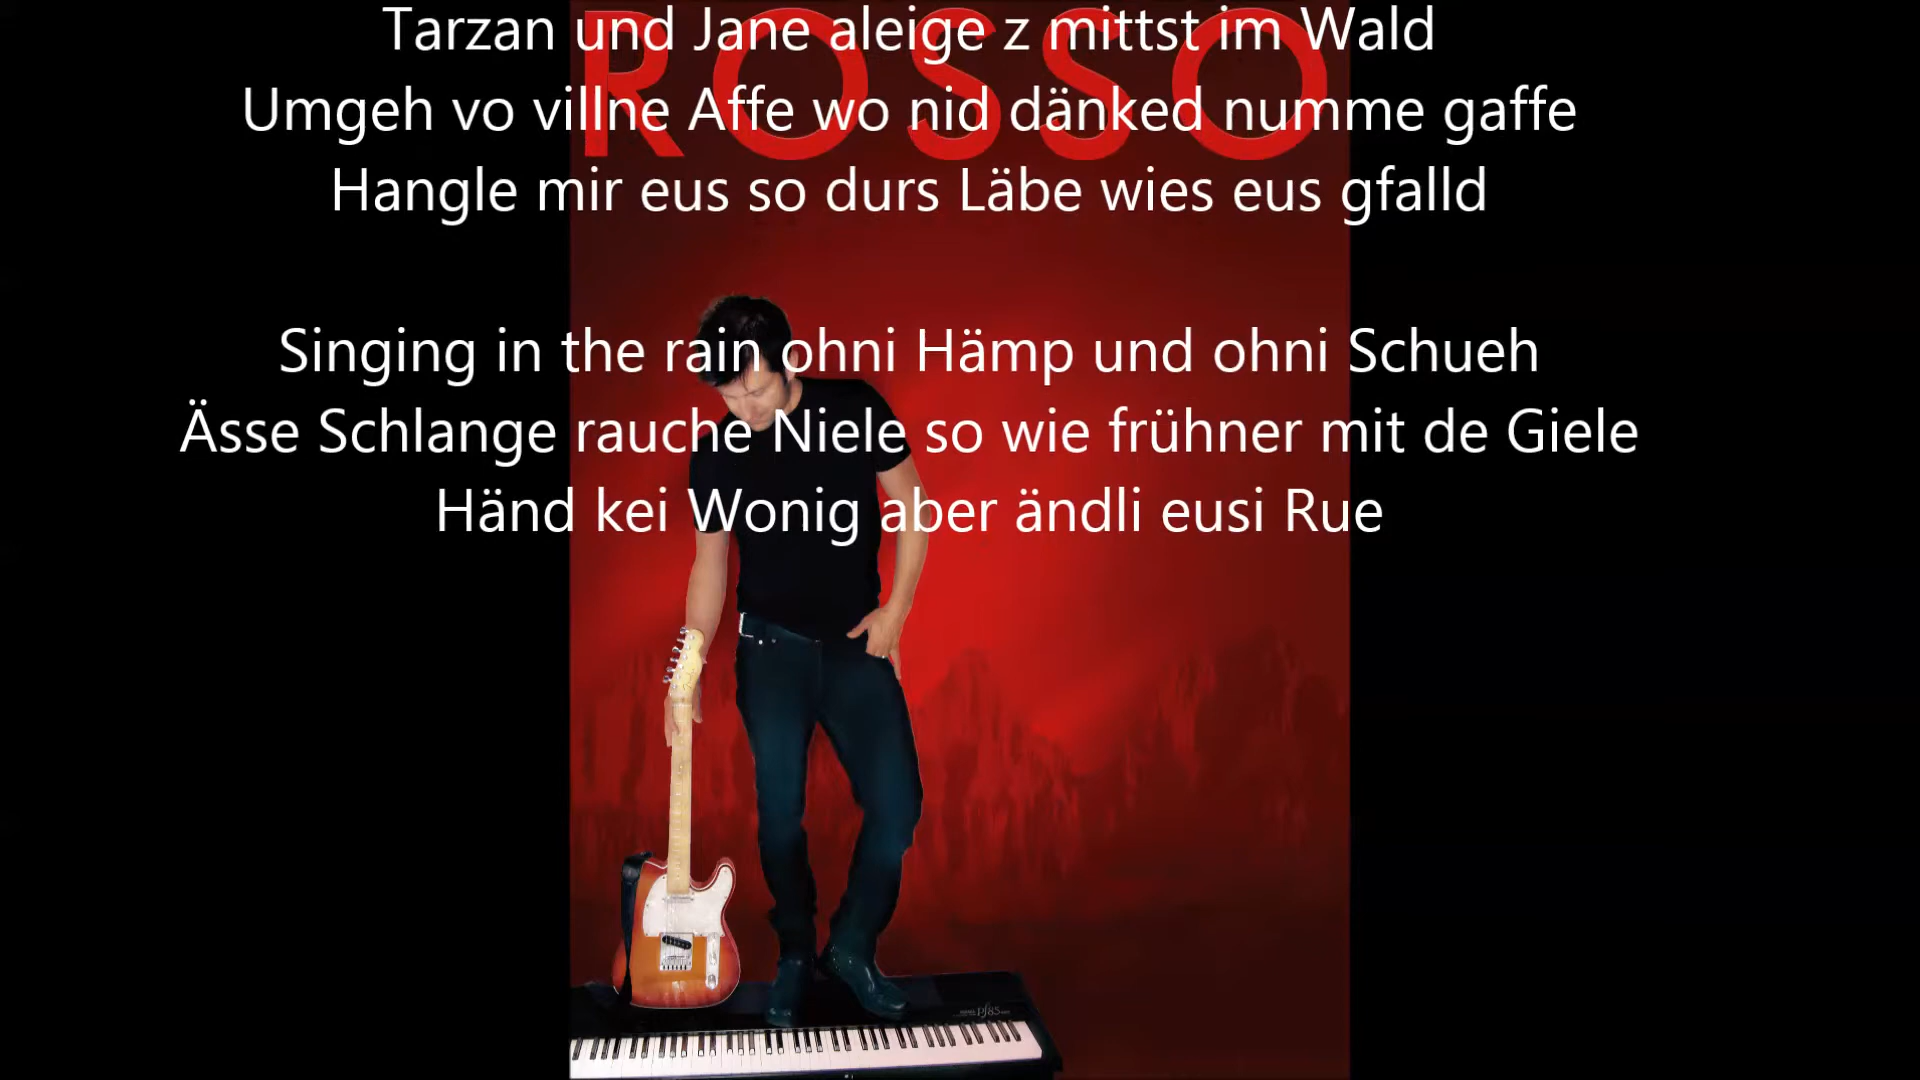 ROSSO
Tarzan und Jane aleige z mittst im Wald
Umgeh vo villne Affe wo nid dänked numme gaffe
Hangle mir eus so durs Läbe wies eus gfalld
Singing in the rain ohni Hämp und ohni Schueh
Ässe Schlange rauche Niele so wie frühner mit de Giele
Händ kei Wonig aber ändli eusi Rue
Pf85